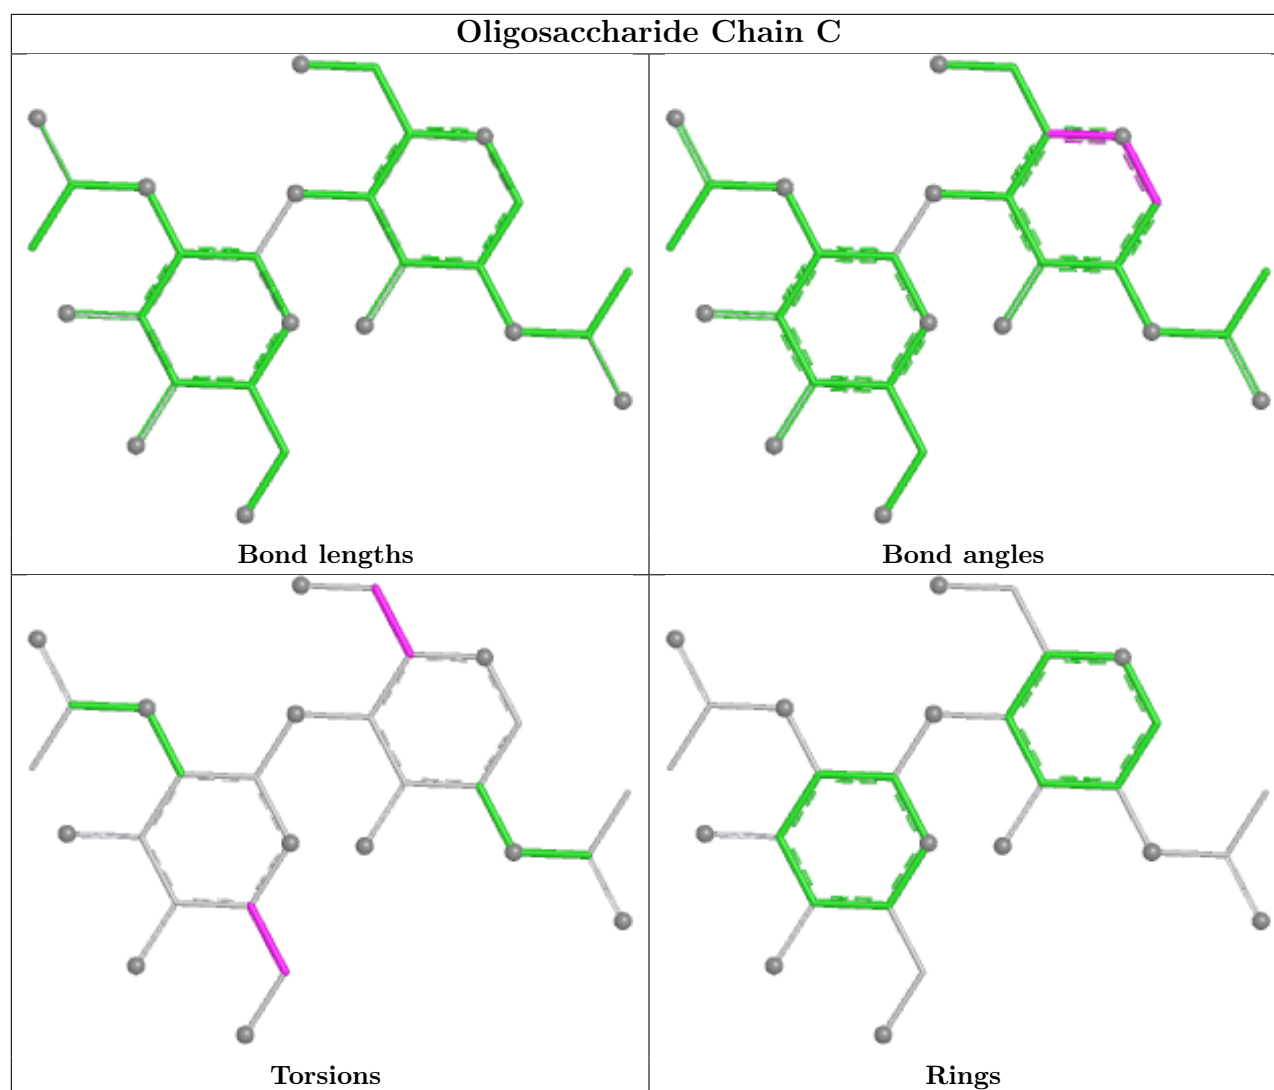 Oligosaccharide Chain C
Bond lengths
Bond angles
Torsions
Rings